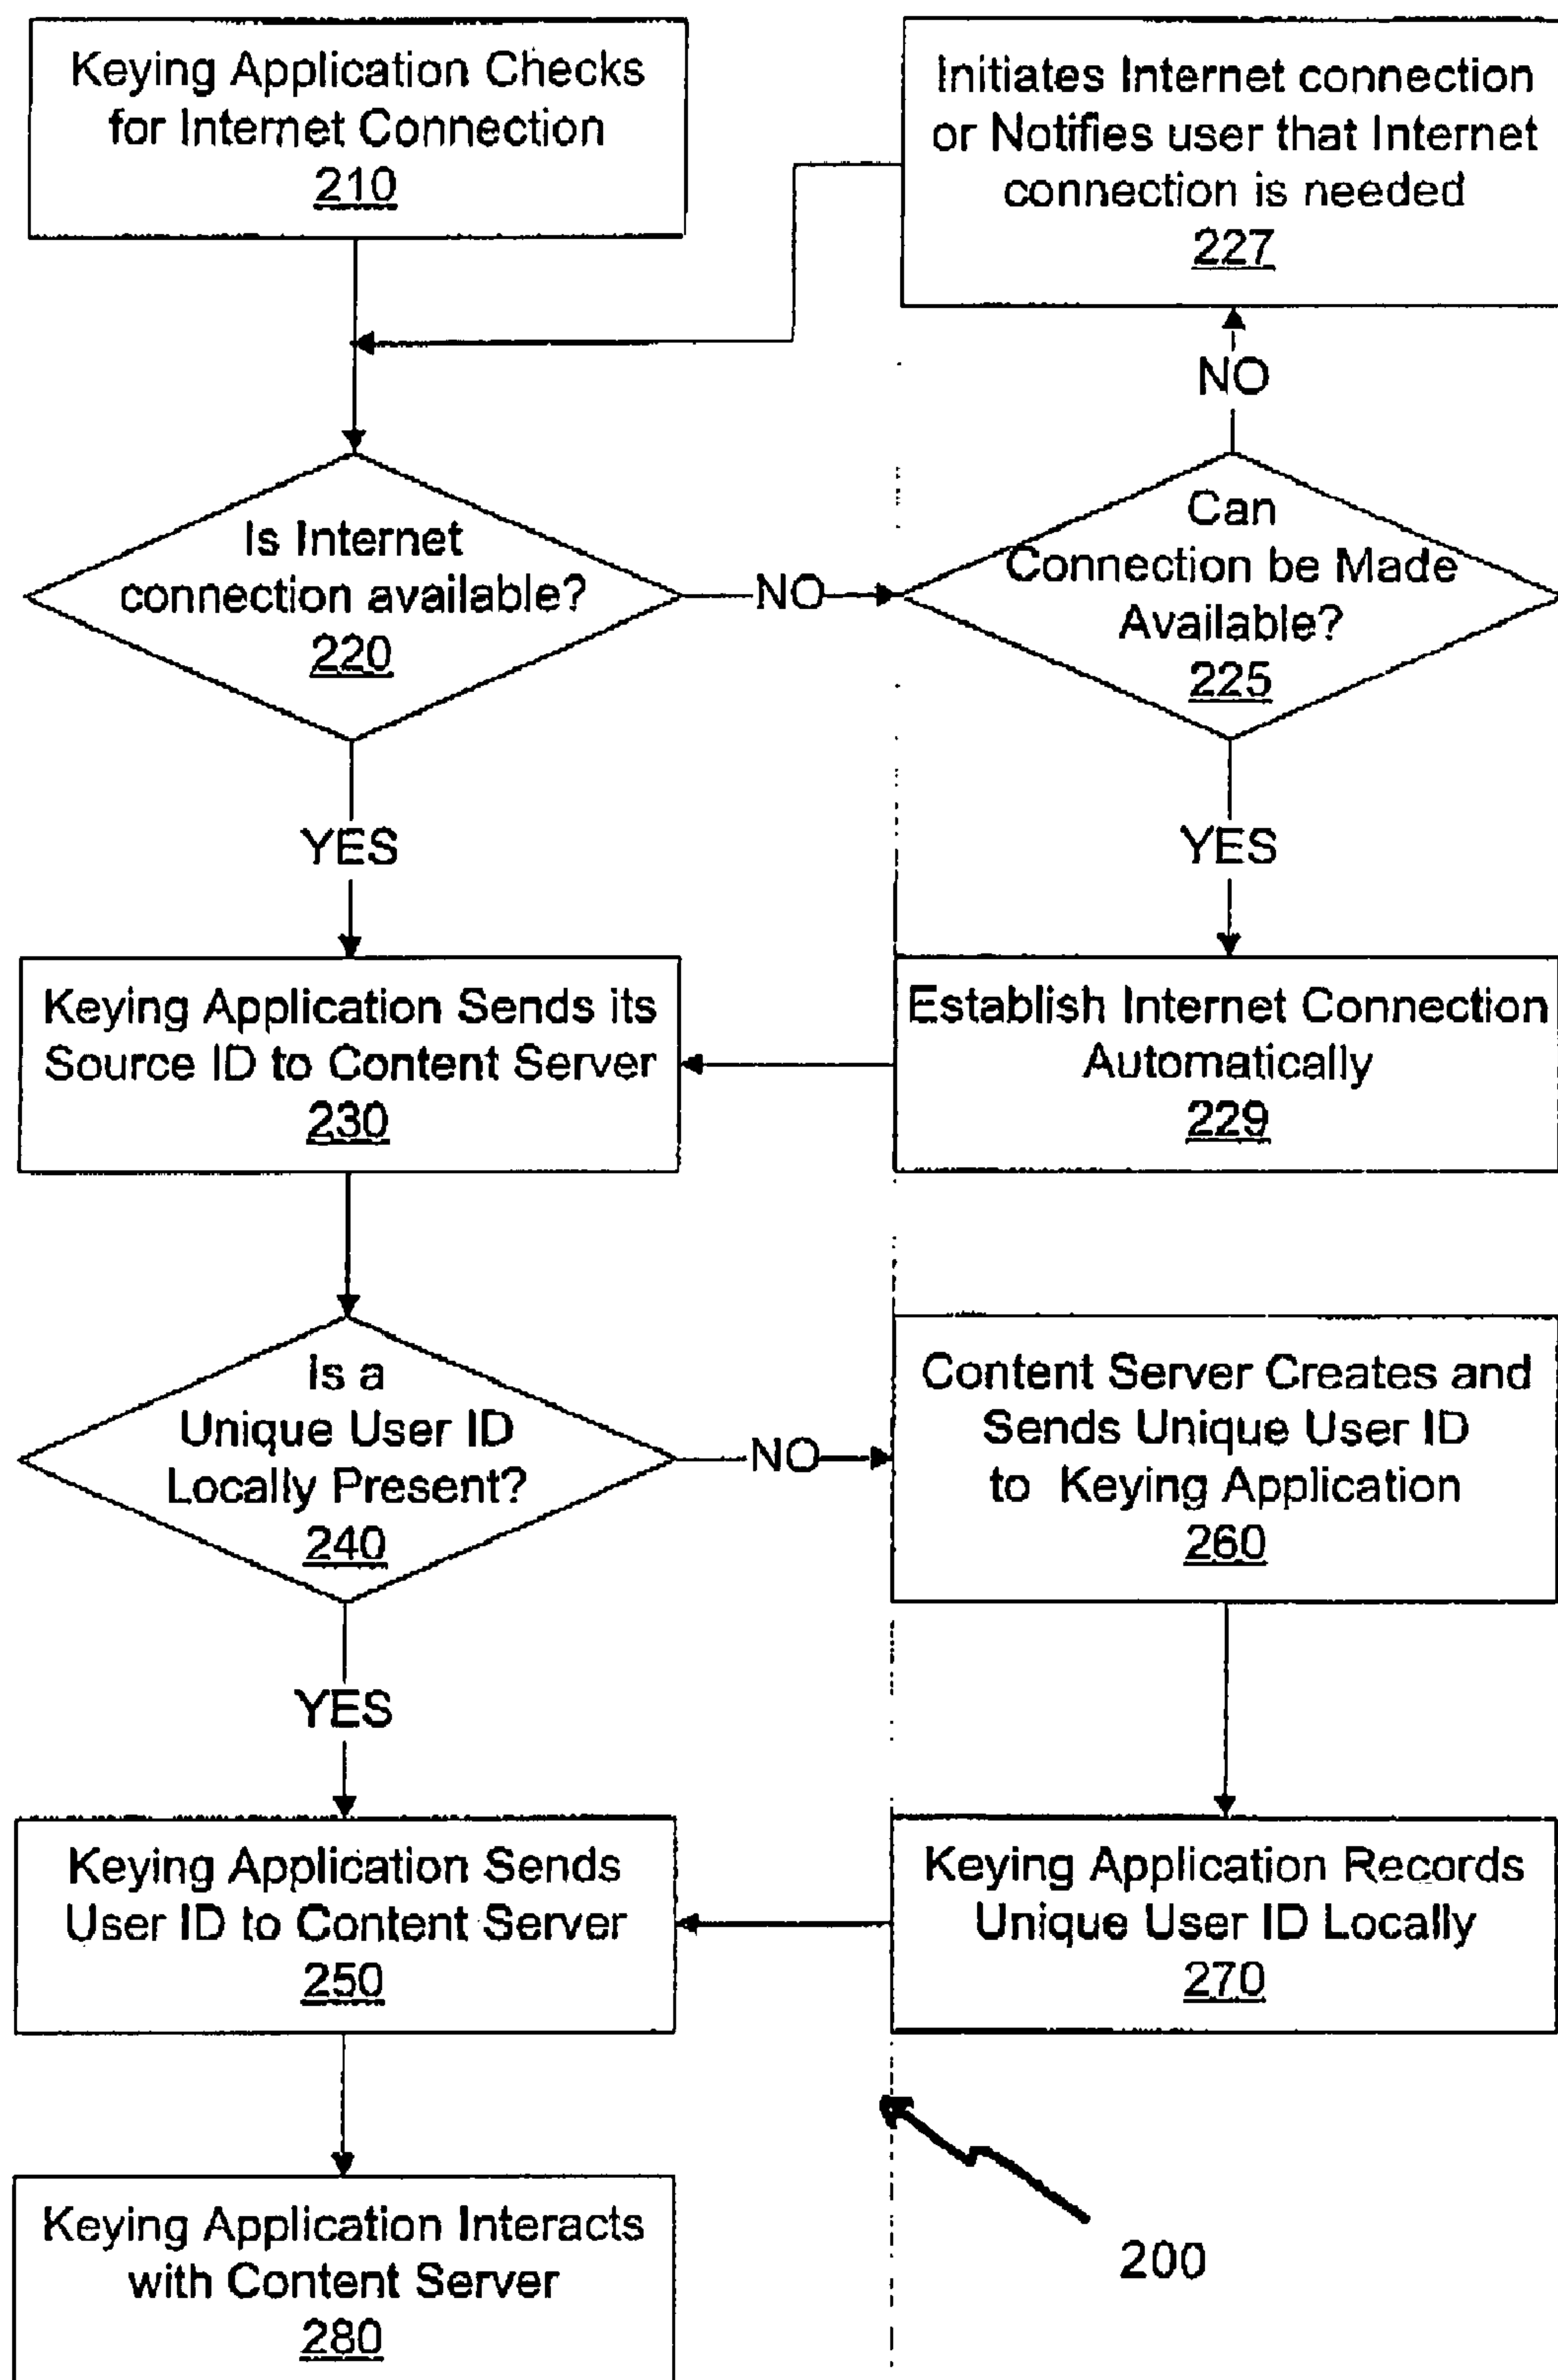 Keying Application Checks
for Internet Connection
210
Initiates Internet connection
or Notifies user that Internet
connection is needed
227
NO
Is Internet
connection available?
220
NO
Can
Connection be Made
Available?
225
YES
YES
Keying Application Sends its
Source ID to Content Server
230
Establish Internet Connection
Automatically
229
Is a
Unique User ID
Locally Present?
240
NO
Content Server Creates and
Sends Unique User ID
to Keying Application
260
YES
Keying Application Sends
User ID to Content Server
250
Keying Application Records
Unique User ID Locally
270
Keying Application Interacts
with Content Server
280
200